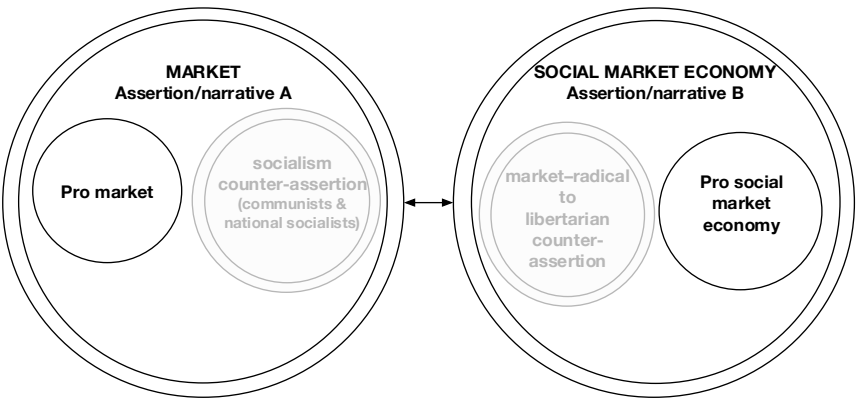 MARKET
Assertion/narrative A
Pro market
socialism
counter-assertion
(communists &
national socialists)
SOCIAL MARKET ECONOMY
Assertion/narrative B
market–radical
to
libertarian
counter-
assertion
Pro social
market
economy